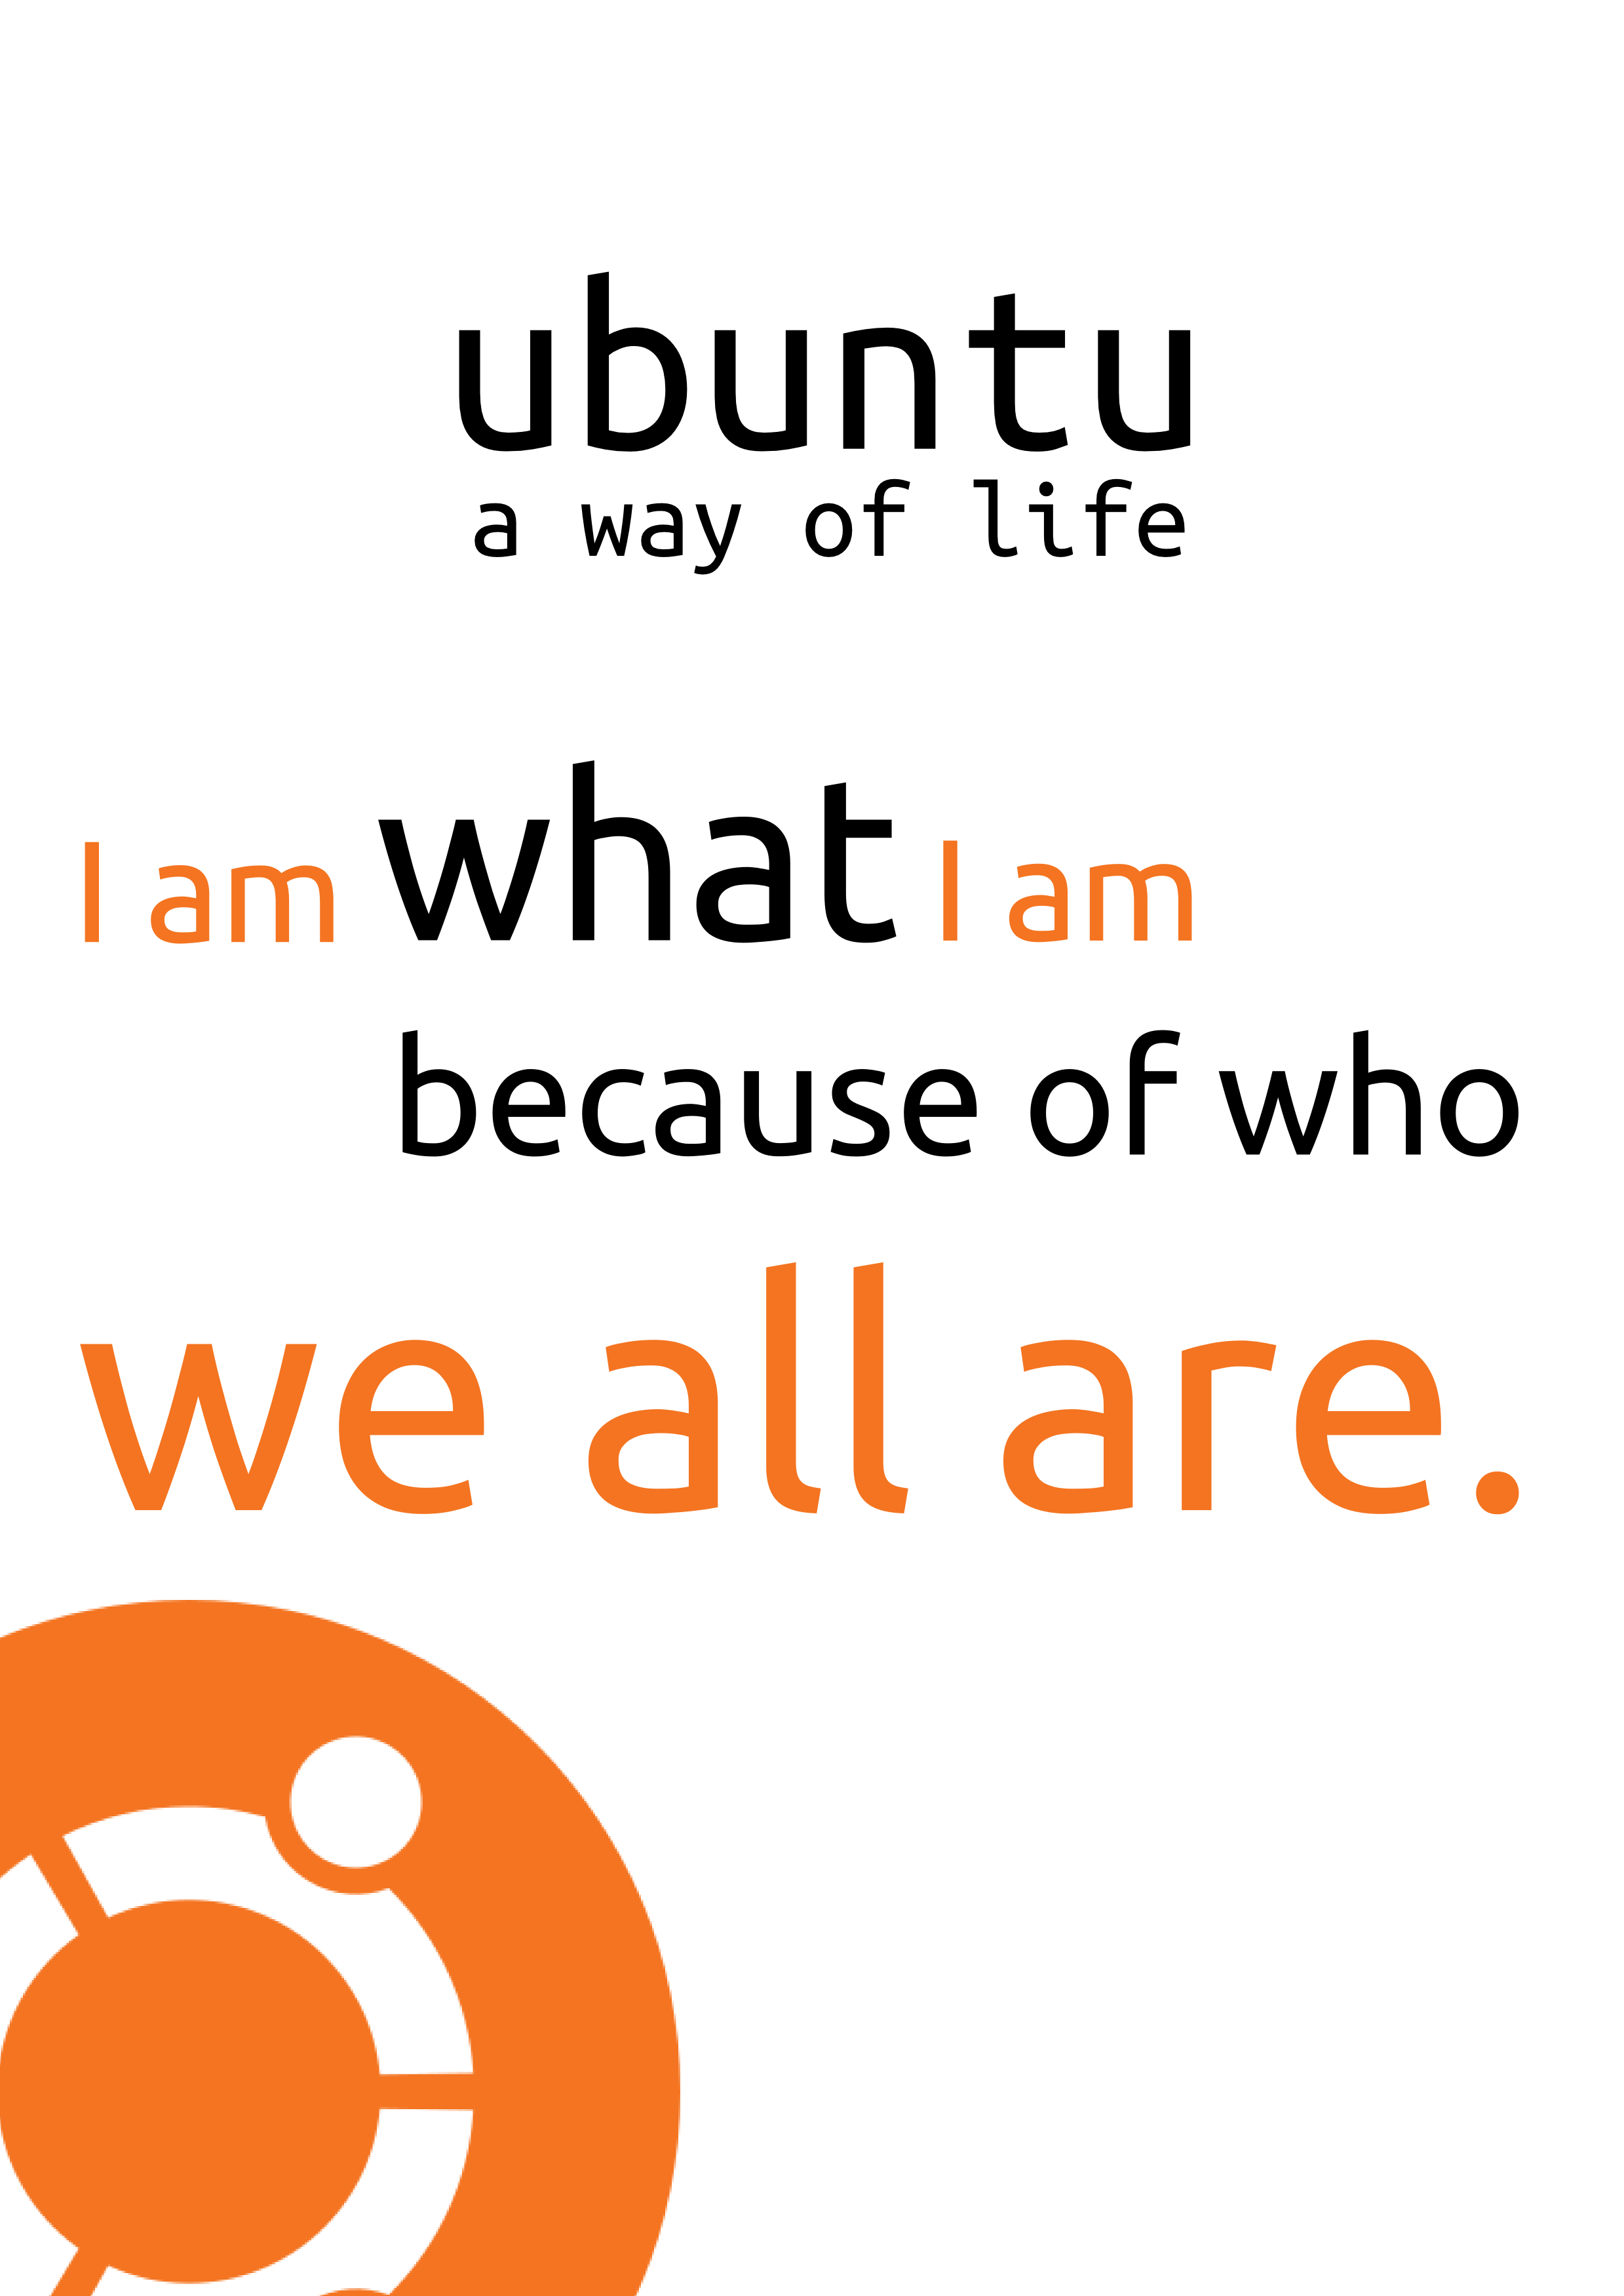 ubuntu
a way of life
I am what I am
because of who
we all are.